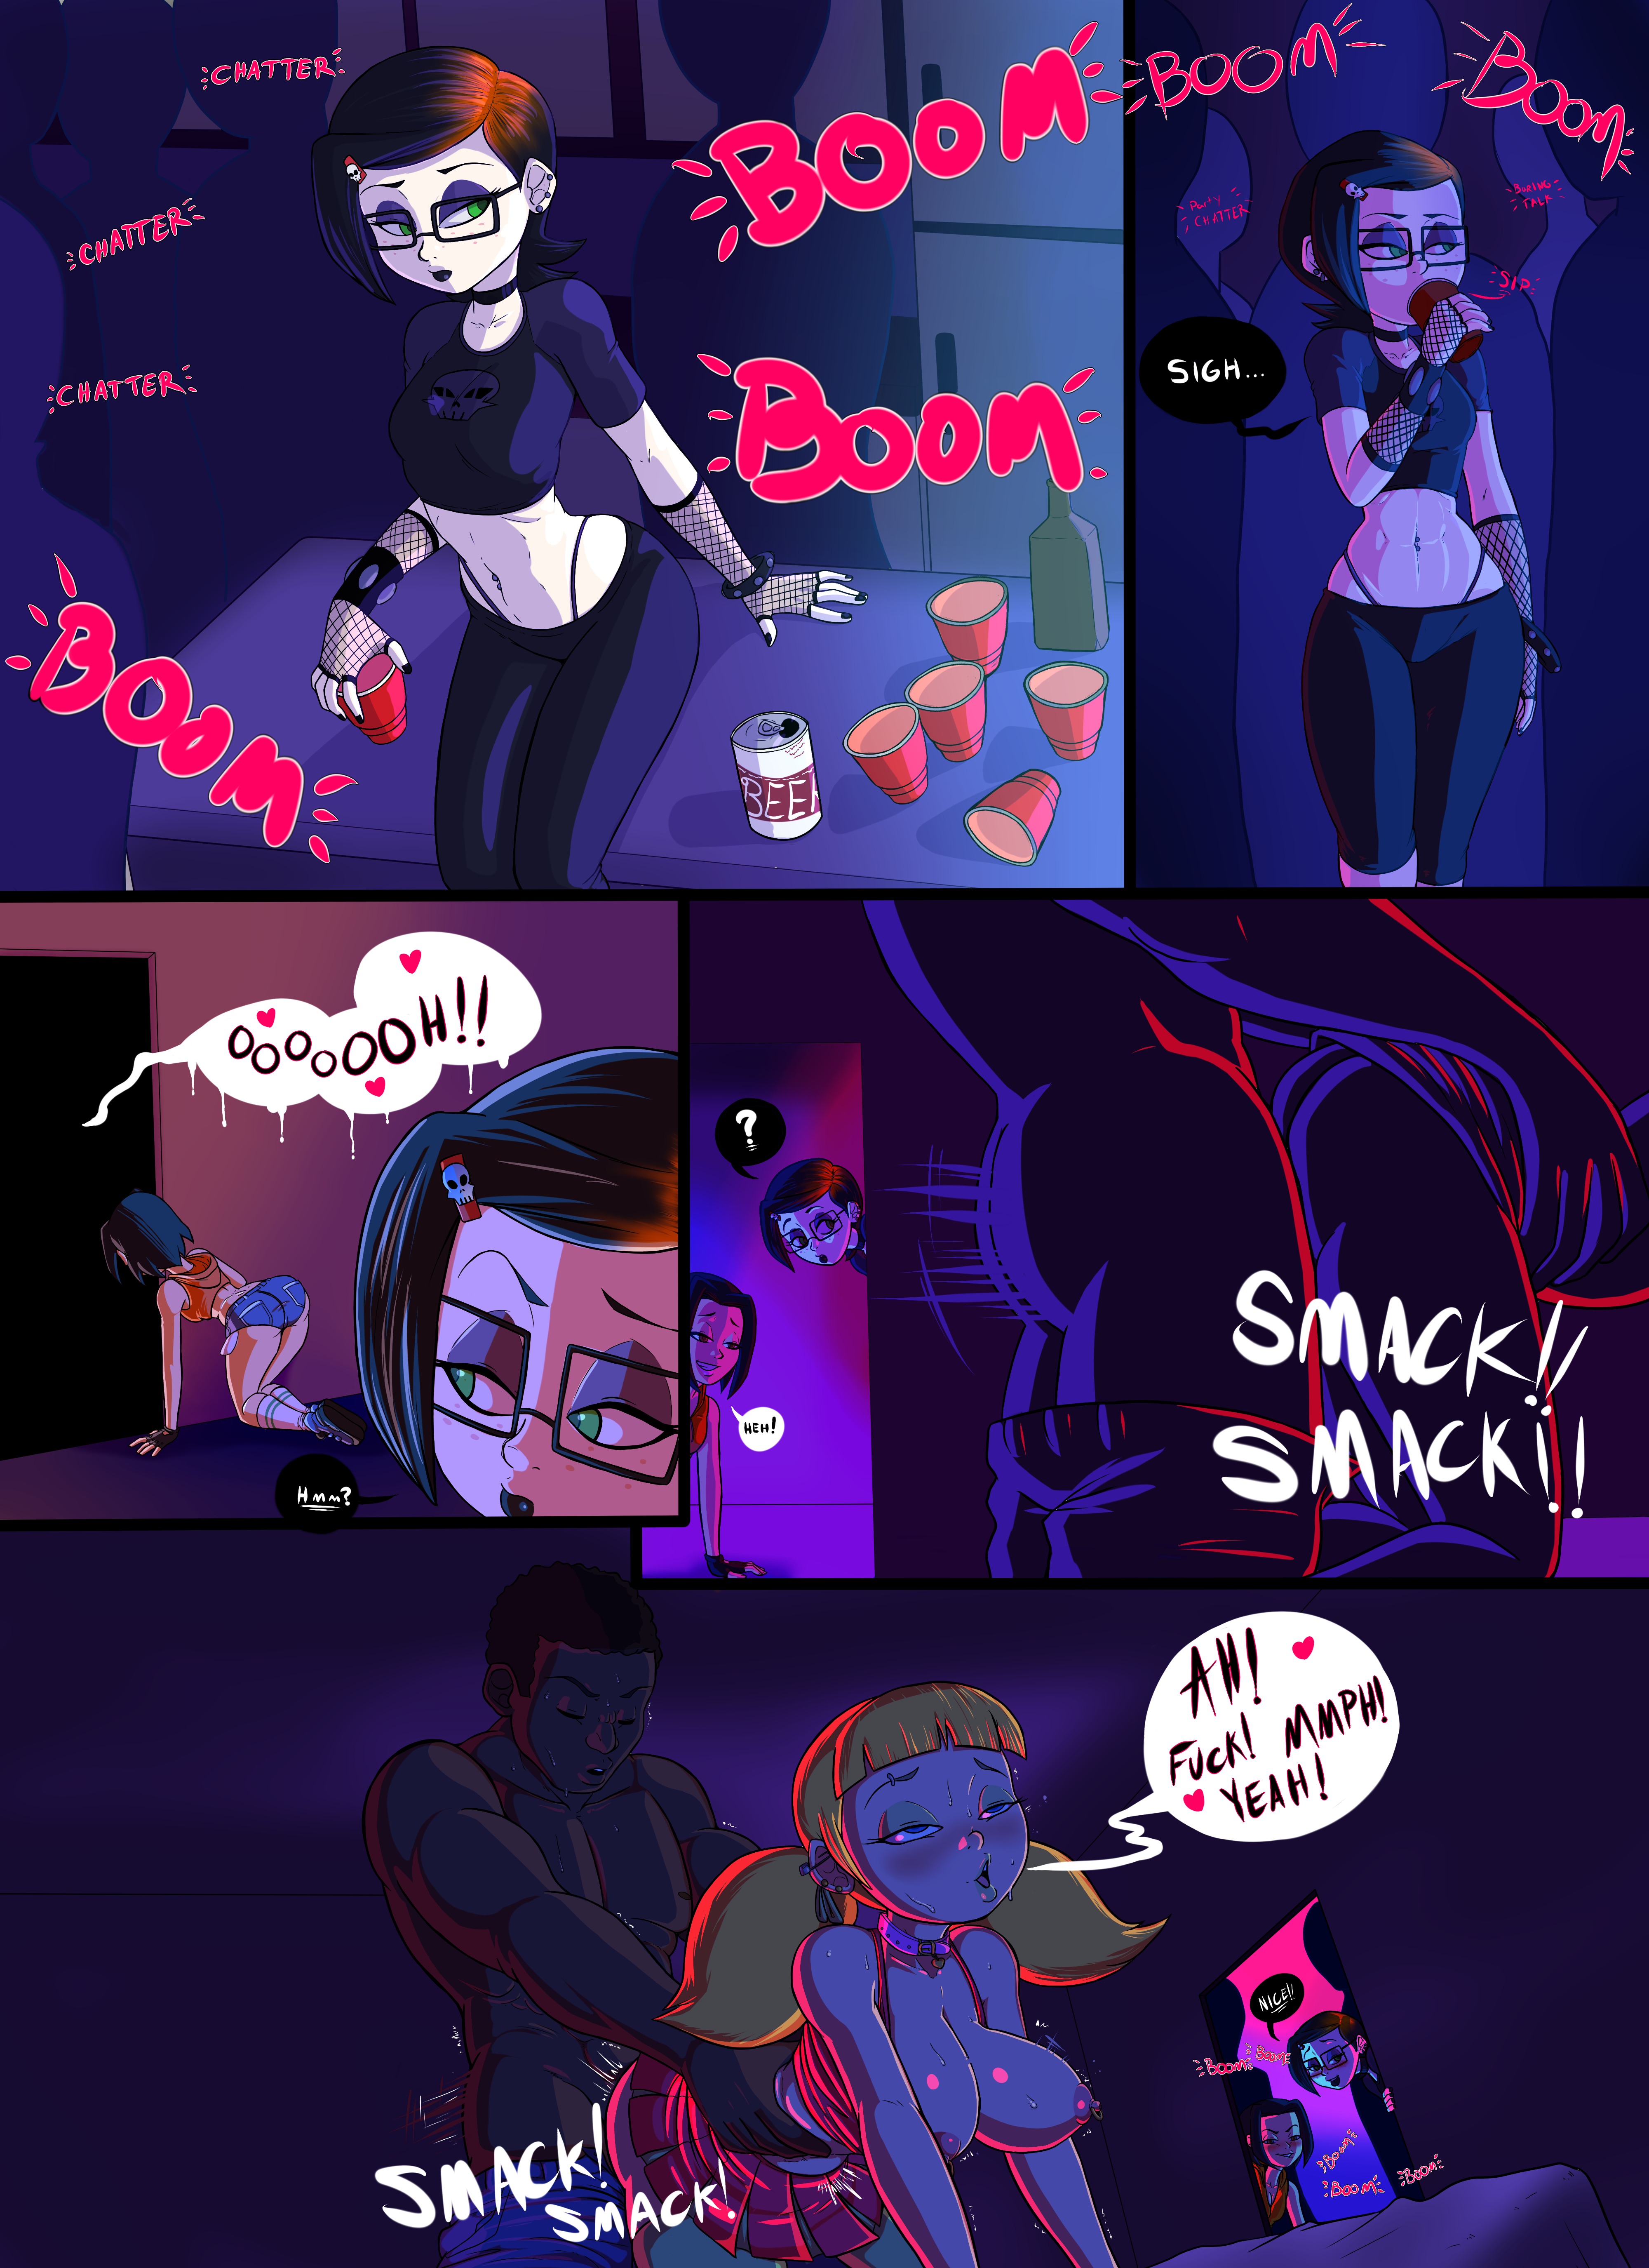 CHATTER
CHATTER
CHATTER
BOOM
BOOM
BOOM
BEER
BOOM
BOOM
Party
CHATTER
BORING
TALK
SIP
SIGH...
OOOOOOOH!!
Hmm?
?
HEH!
SMACK!!
SMACK!!
AH!
FUCK! MMPH!
YEAH!
NICE!!
BOOM
BOOM
BOOM
BOOM
BOOM
SMACK!
SMACK!